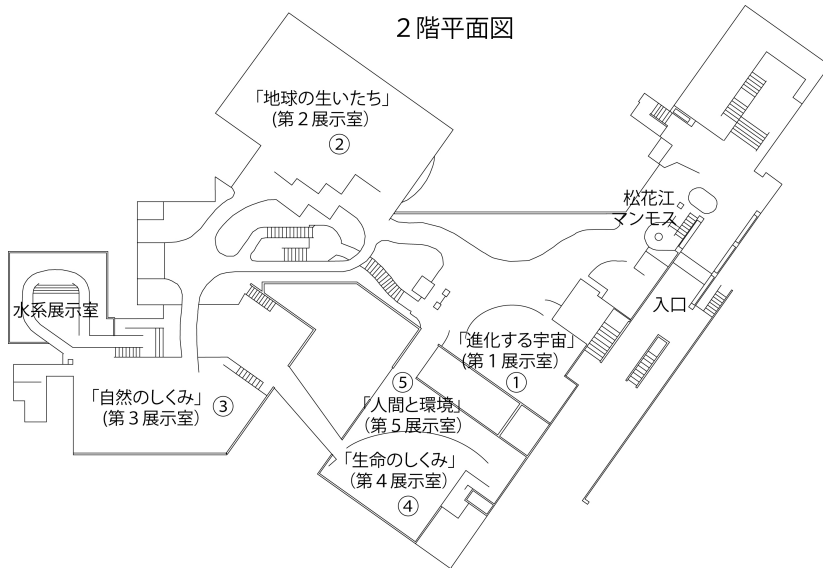 2階平面図
「地球の生いたち」
(第2展示室)
②
松花江
マンモス
水系展示室
入口
「進化する宇宙」
(第1展示室)
①
「自然のしくみ」
(第3展示室)
③
⑤
「人間と環境」
(第5展示室)
「生命のしくみ」
(第4展示室)
④